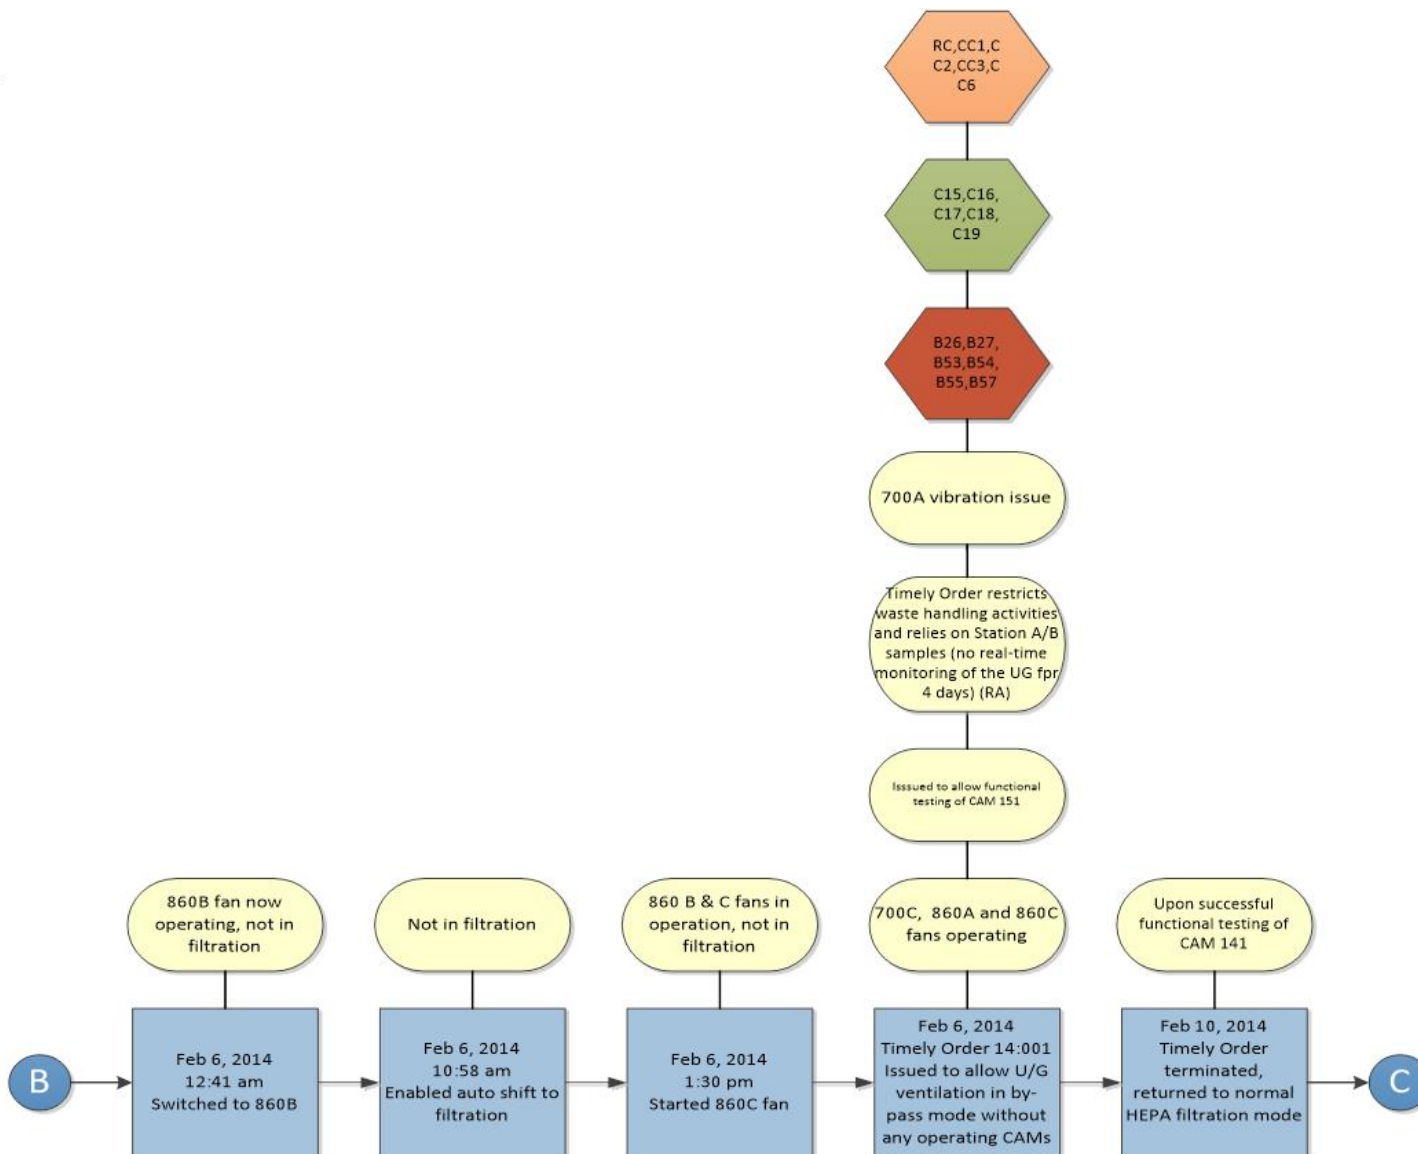 RC,CC1,C
C2,CC3,C
C6
C15,C16,
C17,C18,
C19
B26,B27,
B53,B54,
B55,B57
700A vibration issue
Timely Order restricts
waste handling activities
and relies on Station A/B
samples (no real-time
monitoring of the UG fpr
4 days) (RA)
Isssued to allow functional
testing of CAM 151
860B fan now
operating, not in
filtration
Not in filtration
860 B & C fans in
operation, not in
filtration
700C, 860A and 860C
fans operating
Upon successful
functional testing of
CAM 141
B
Feb 6, 2014
12:41 am
Switched to 860B
Feb 6, 2014
10:58 am
Enabled auto shift to
filtration
Feb 6, 2014
1:30 pm
Started 860C fan
Feb 6, 2014
Timely Order 14:001
Issued to allow U/G
ventilation in by-
pass mode without
any operating CAMs
Feb 10, 2014
Timely Order
terminated,
returned to normal
HEPA filtration mode
C